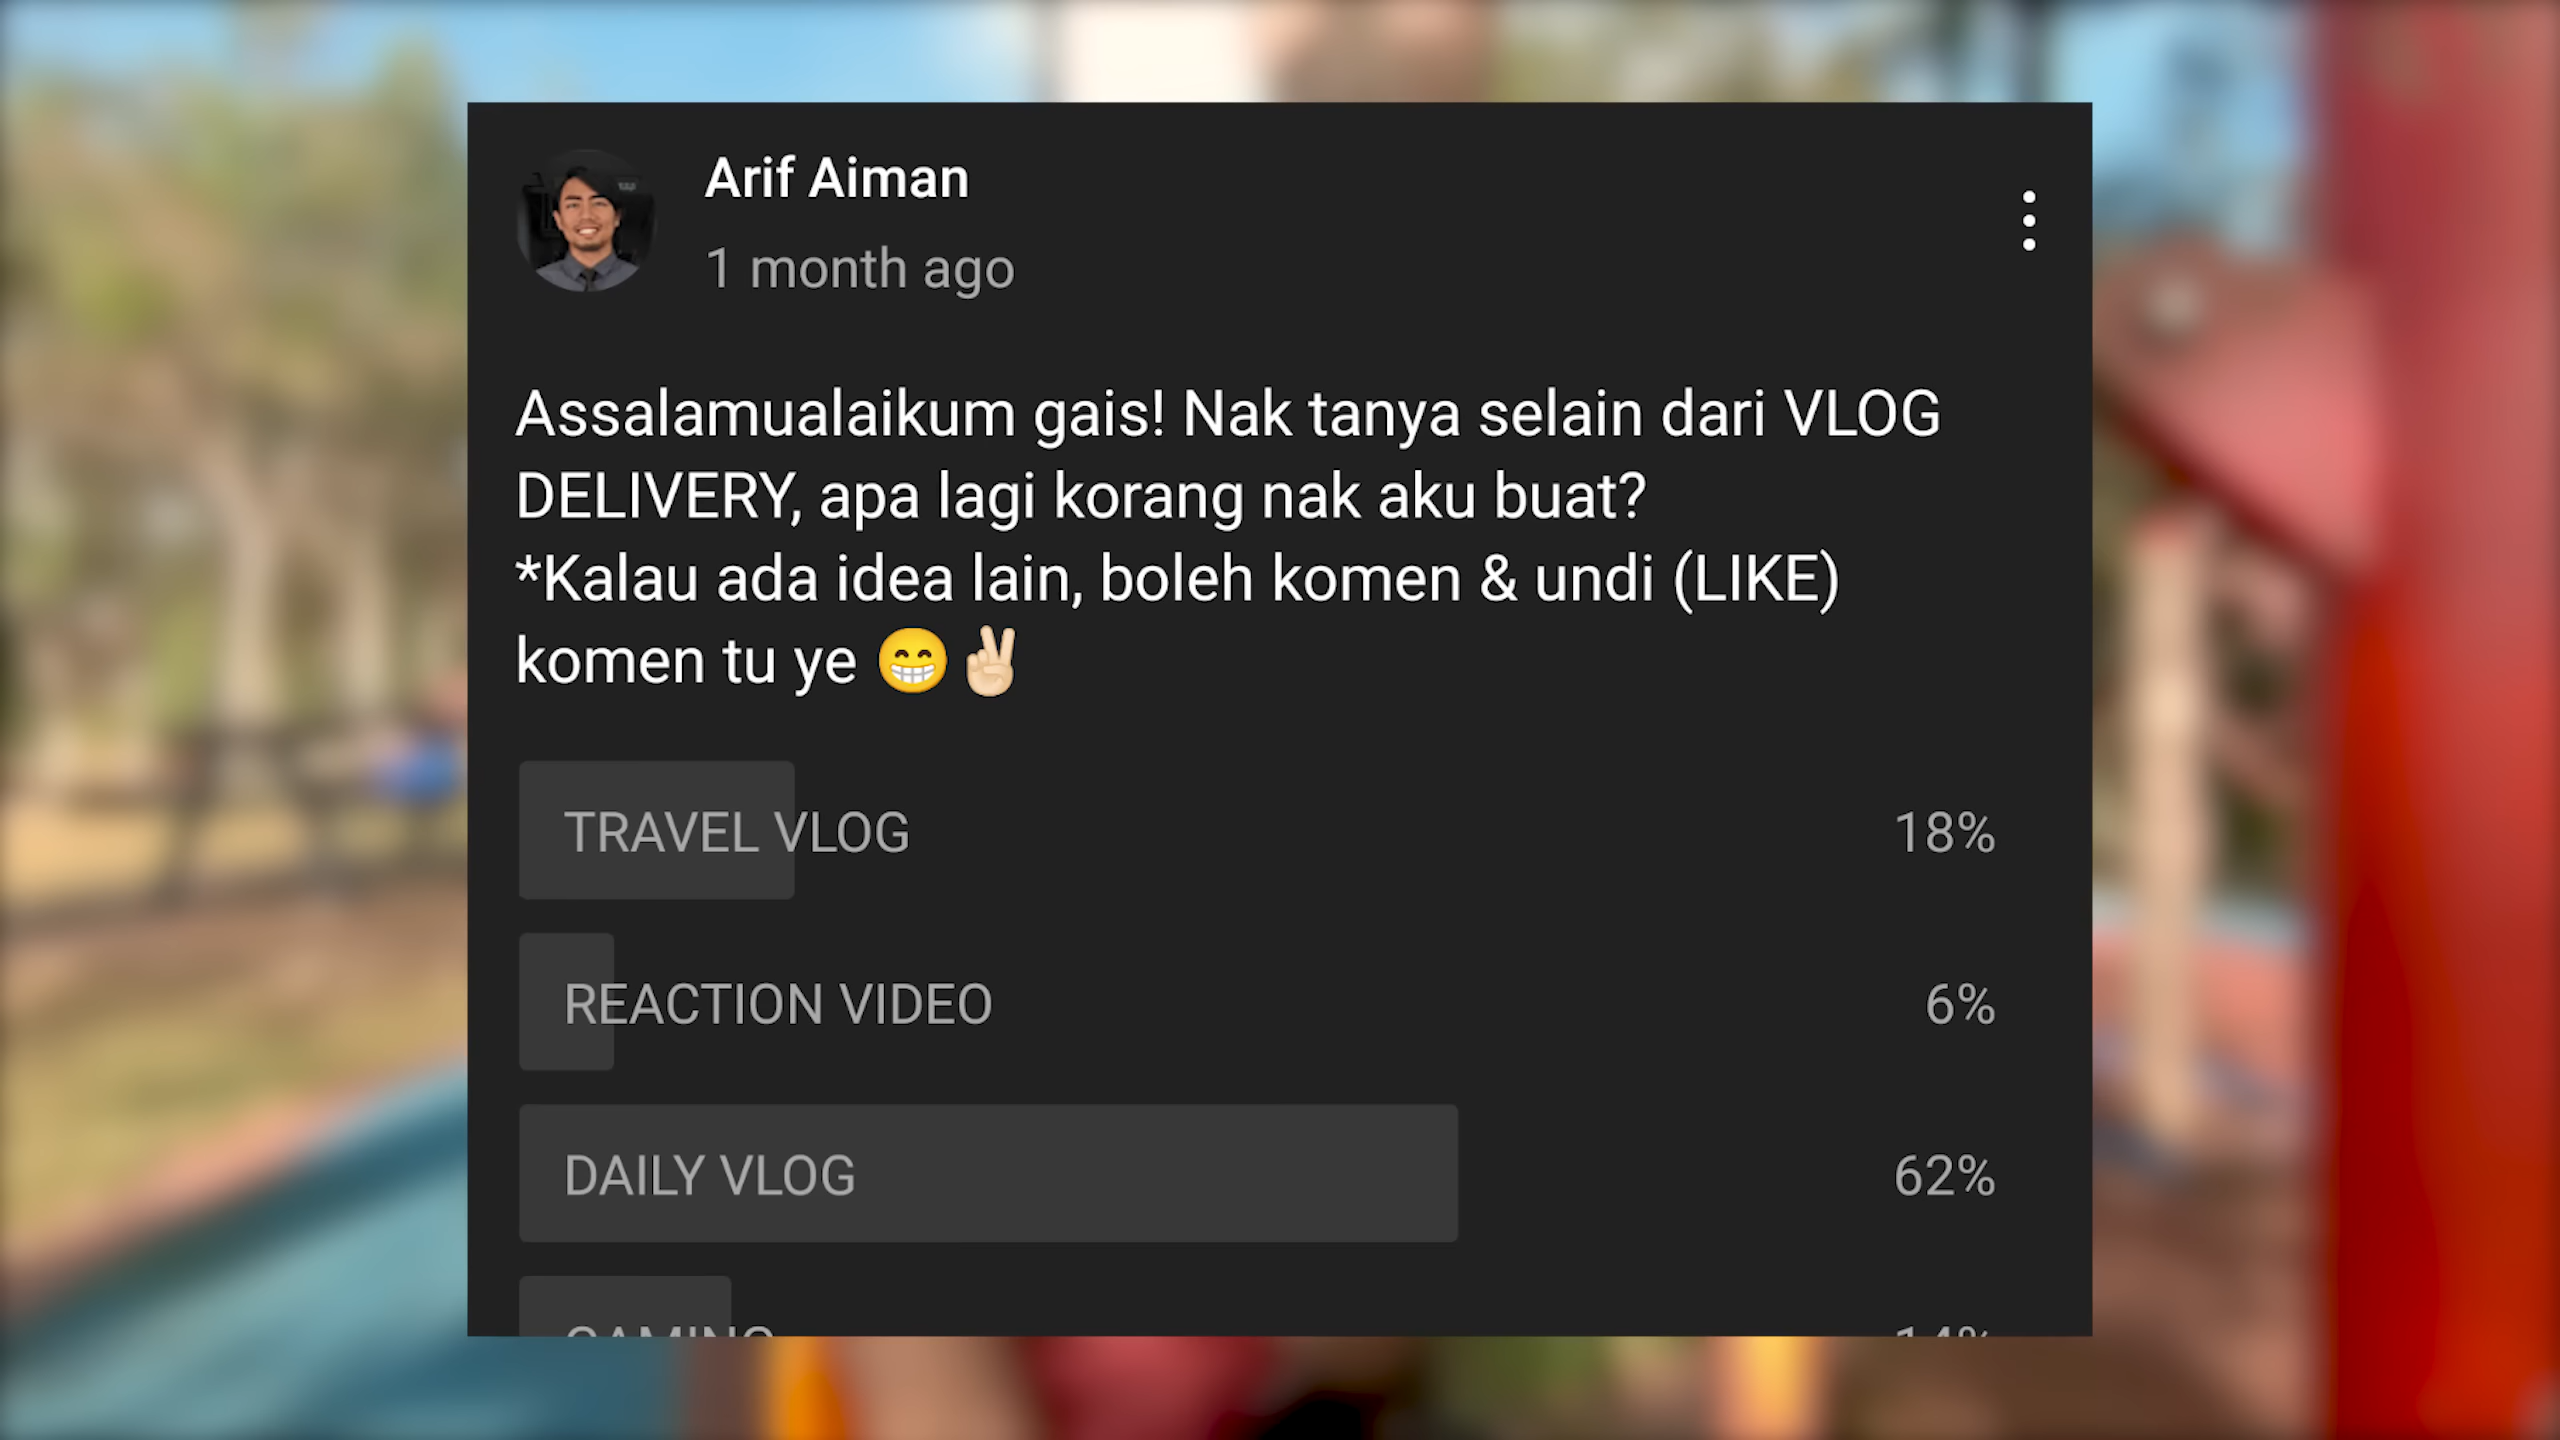 Arif Aiman
1 month ago
Assalamualaikum gais! Nak tanya selain dari VLOG
DELIVERY, apa lagi korang nak aku buat?
*Kalau ada idea lain, boleh komen & undi (LIKE)
komen tu ye 😁✌🏻
TRAVEL VLOG 18%
REACTION VIDEO 6%
DAILY VLOG 62%